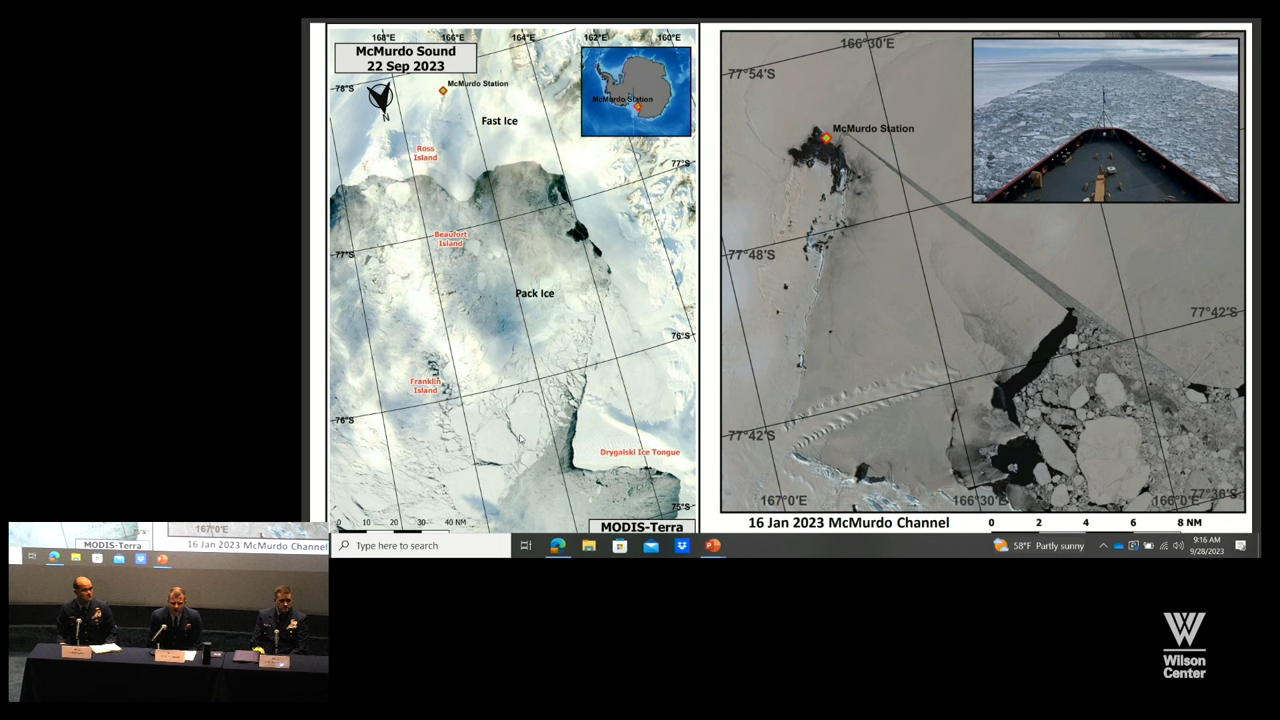 168°E
166°E
164°E
162°E
160°E
McMurdo Sound
22 Sep 2023
78°S
N
McMurdo Station
Fast Ice
Ross
Island
McMurdo Station
77°S
Beaufort
Island
77°S
Pack Ice
76°S
Franklin
Island
76°S
Drygalski Ice Tongue
75°S
0 10 20 30 40 NM
MODIS-Terra
166°30'E
77°54'S
McMurdo Station
77°48'S
77°42'S
77°42'S
77°36'S
167°0'E
166°30'E
166°0'E
16 Jan 2023 McMurdo Channel
0 2 4 6 8 NM
Type here to search
58°F Partly sunny
9:16 AM
9/28/2023
167°0'E
MODIS-Terra
16 Jan 2023 McMurdo Channel
Wilson
Center